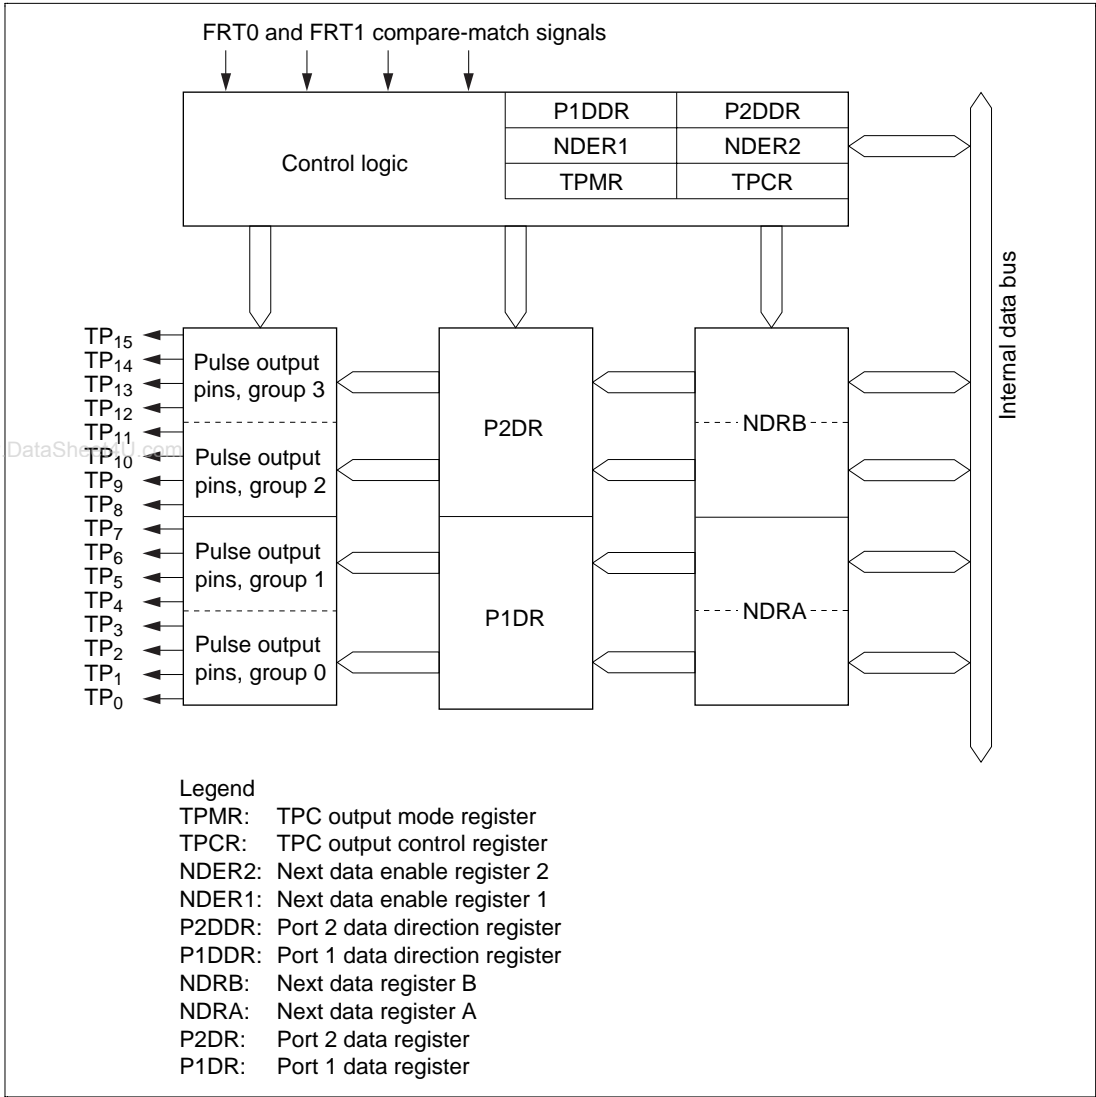 FRT0 and FRT1 compare-match signals
P1DDR P2DDR
Control logic NDER1 NDER2
TPMR TPCR
Internal data bus
TP15
TP14
TP13
TP12
TP11
TP10
TP9
TP8
TP7
TP6
TP5
TP4
TP3
TP2
TP1
TP0
Pulse output
pins, group 3
Pulse output
pins, group 2
Pulse output
pins, group 1
Pulse output
pins, group 0
P2DR
P1DR
NDRB
NDRA
Legend
TPMR: TPC output mode register
TPCR: TPC output control register
NDER2: Next data enable register 2
NDER1: Next data enable register 1
P2DDR: Port 2 data direction register
P1DDR: Port 1 data direction register
NDRB: Next data register B
NDRA: Next data register A
P2DR: Port 2 data register
P1DR: Port 1 data register